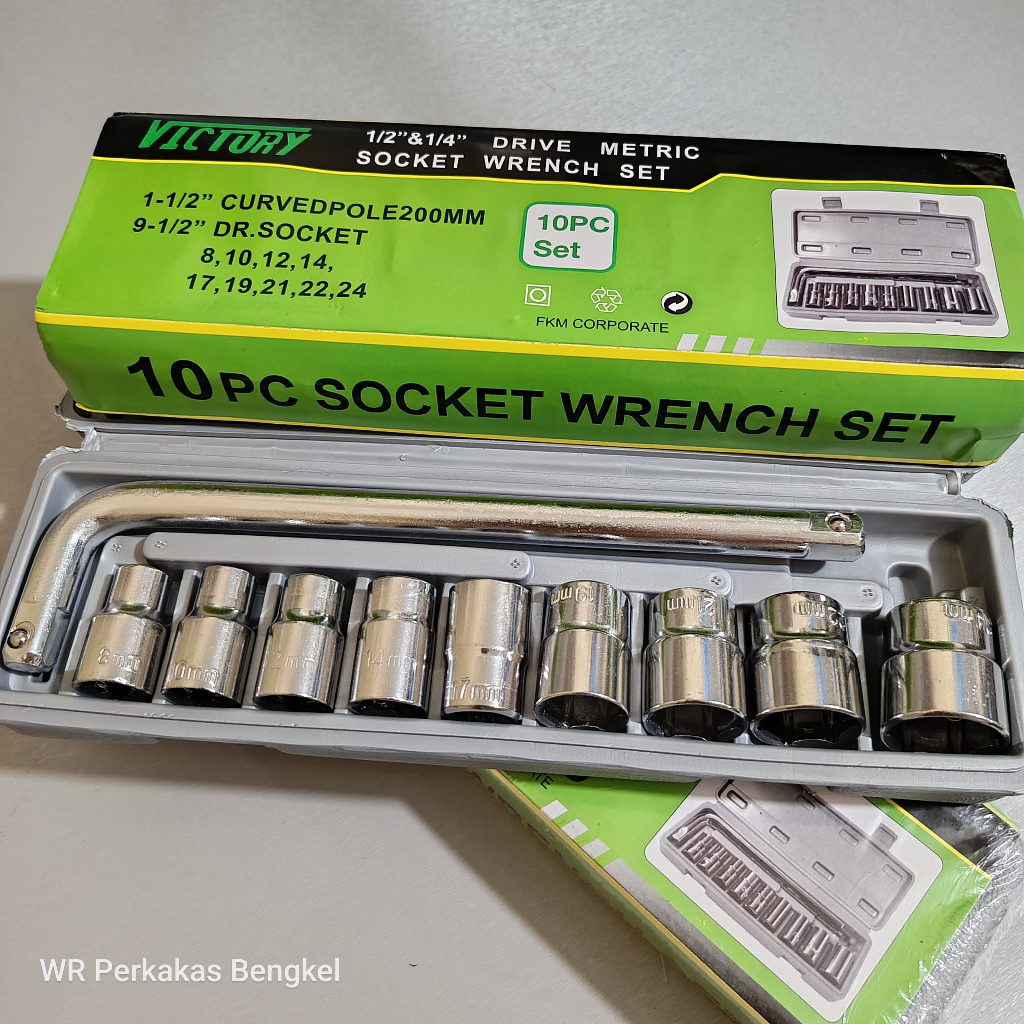 VICTORY
1/2”&1/4” DRIVE METRIC
SOCKET WRENCH SET
1-1/2” CURVEDPOLE200MM
9-1/2” DR.SOCKET
8,10,12,14,
17,19,21,22,24
10PC
Set
FKM CORPORATE
10PC SOCKET WRENCH SET
8mm
14mm
17mm
19mm
21mm
WR Perkakas Bengkel